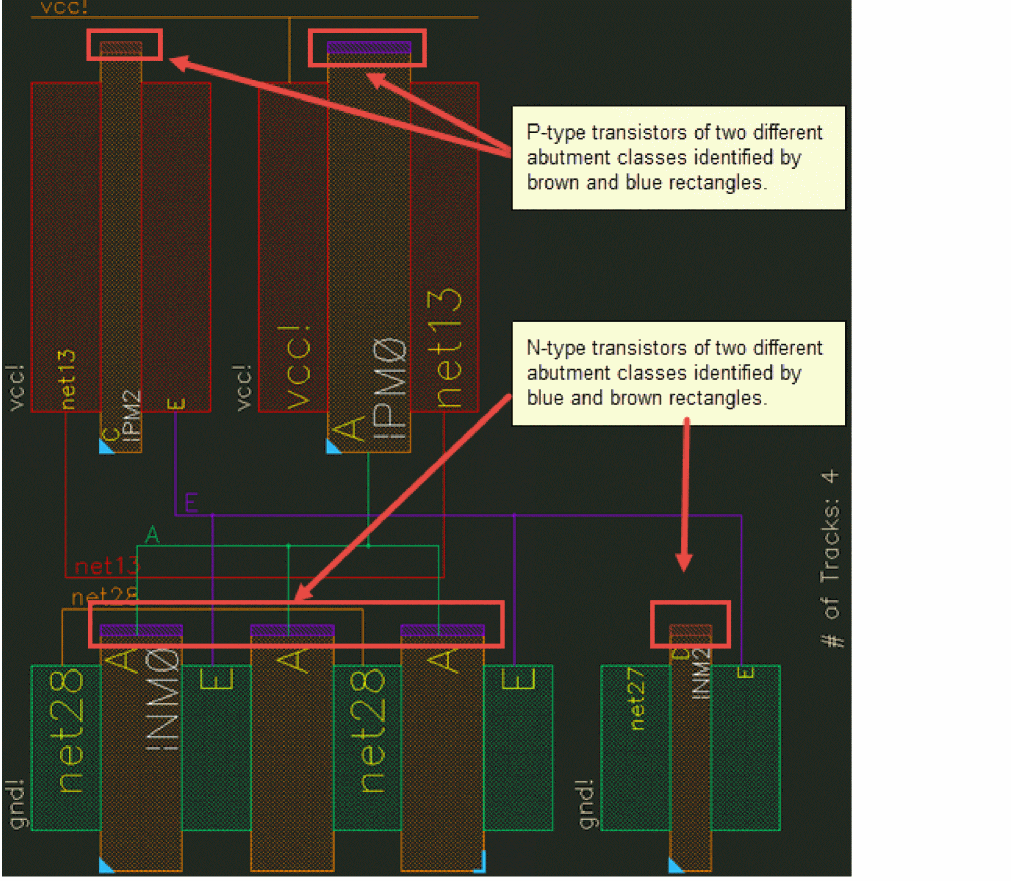 vcc!
P-type transistors of two different
abutment classes identified by
brown and blue rectangles.
N-type transistors of two different
abutment classes identified by
blue and brown rectangles.
vcc!
net13
C
IPM2
E
vcc!
vcc!
A
IPM0
net13
E
A
net13
net28
# of Tracks: 4
gnd!
net28
A
INM0
E
A
net28
A
E
gnd!
net27
D
INM2
E